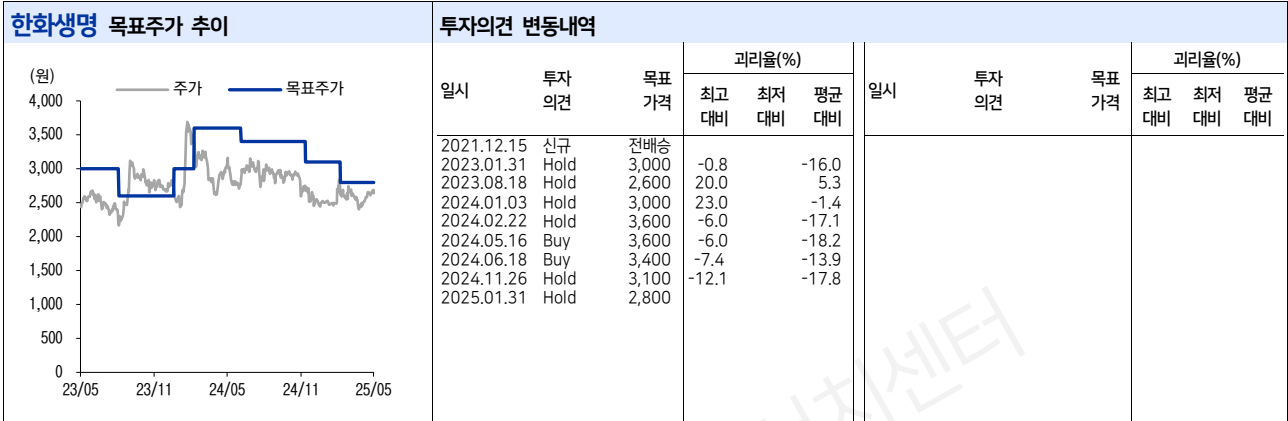 한화생명 목표주가 추이
(원)
주가 목표주가
4,000
3,500
3,000
2,500
2,000
1,500
1,000
500
0
23/05 23/11 24/05 24/11 25/05
투자의견 변동내역
일시 투자의견 목표가격 괴리율(%)
최고대비 최저대비 평균대비
2021.12.15 신규 전배승
2023.01.31 Hold 3,000 -0.8 -16.0
2023.08.18 Hold 2,600 20.0 5.3
2024.01.03 Hold 3,000 23.0 -1.4
2024.02.22 Hold 3,600 -6.0 -17.1
2024.05.16 Buy 3,600 -6.0 -18.2
2024.06.18 Buy 3,400 -7.4 -13.9
2024.11.26 Hold 3,100 -12.1 -17.8
2025.01.31 Hold 2,800
일시 투자의견 목표가격 괴리율(%)
최고대비 최저대비 평균대비
센터